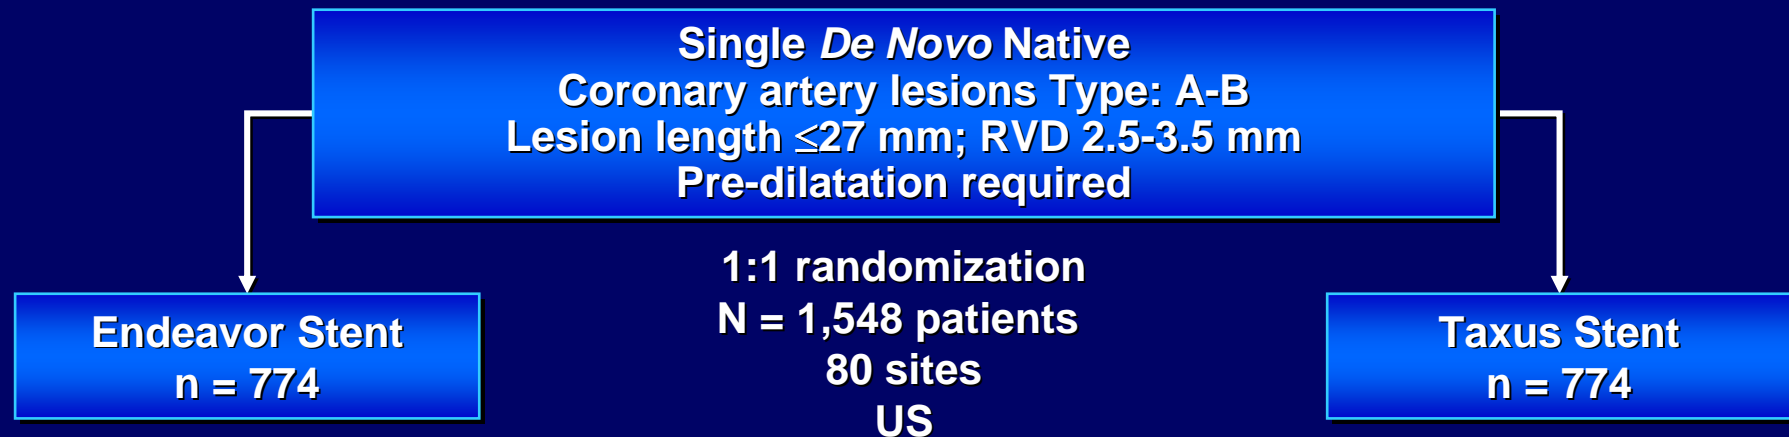 Single De Novo Native
Coronary artery lesions Type: A-B
Lesion length ≤27 mm; RVD 2.5-3.5 mm
Pre-dilatation required
1:1 randomization
N = 1,548 patients
80 sites
US
Endeavor Stent
n = 774
Taxus Stent
n = 774